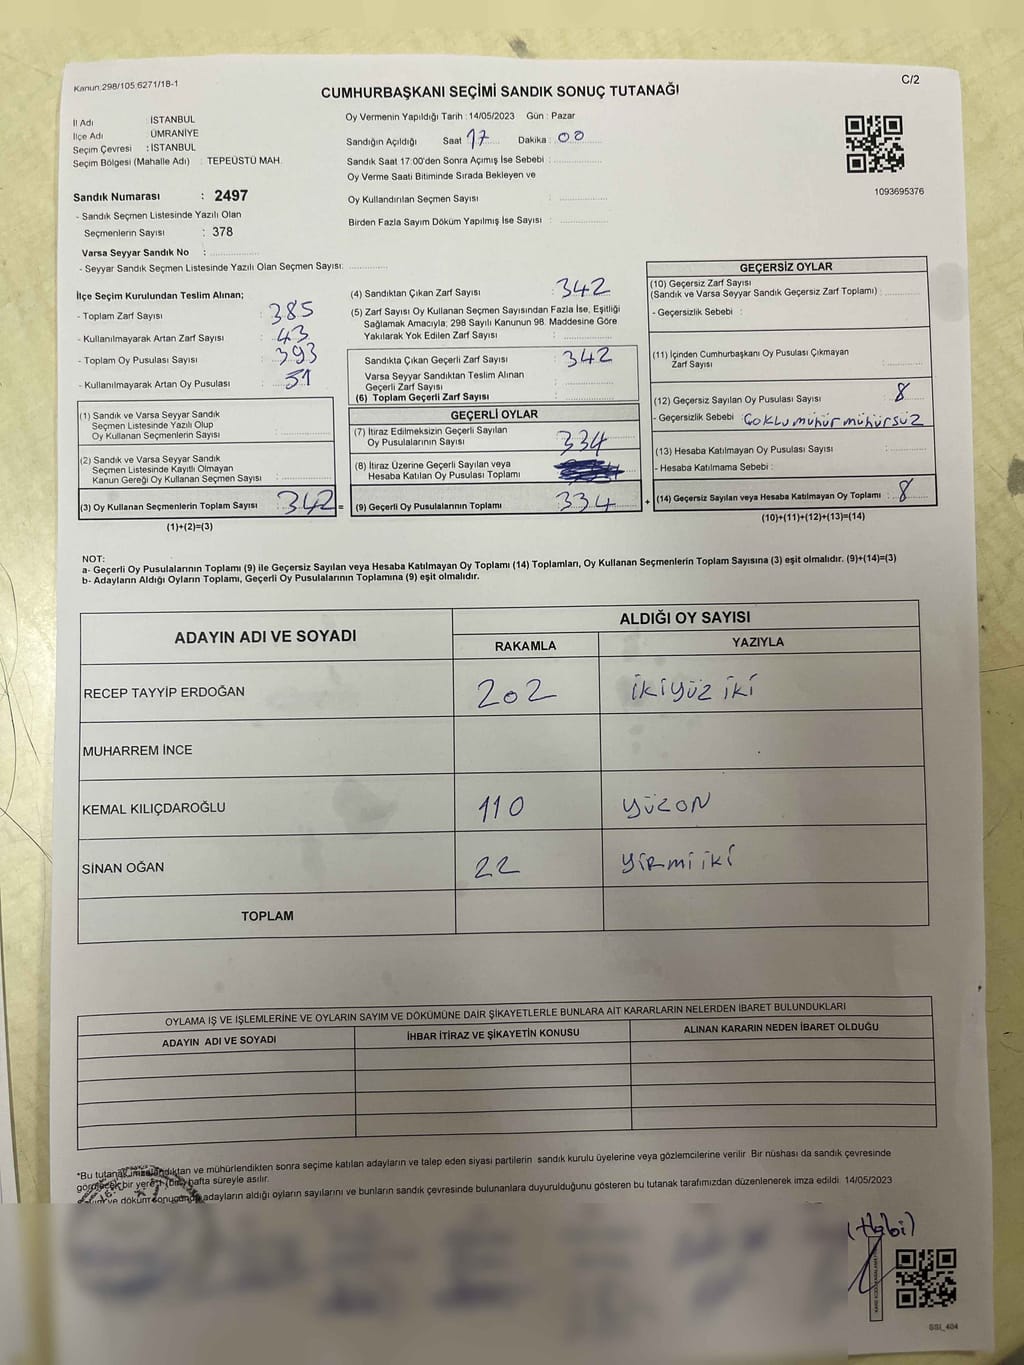 Kanun:298/105,6271/1B-1
C/2
CUMHURBAŞKANI SEÇİMİ SANDIK SONUÇ TUTANAĞI
İl Adı : İSTANBUL
İlçe Adı ÜMRANİYE
Seçim Çevresi : İSTANBUL
Seçim Bölgesi (Mahalle Adı) : TEPEÜSTÜ MAH.
Sandık Numarası : 2497
- Sandık Seçmen Listesinde Yazılı Olan
Seçmenlerin Sayısı : 378
Varsa Seyyar Sandık No :
- Seyyar Sandık Seçmen Listesinde Yazılı Olan Seçmen Sayısı:
Oy Vermenin Yapıldığı Tarih : 14/05/2023 Gün : Pazar
Sandığın Açıldığı Saat 17 Dakika : 00
Sandık Saat 17:00'den Sonra Açımış İse Sebebi :
Oy Verme Saati Bitiminde Sırada Bekleyen ve
Oy Kullandırılan Seçmen Sayısı :
Birden Fazla Sayım Döküm Yapılmış İse Sayısı :
1093695376
İlçe Seçim Kurulundan Teslim Alınan;
- Toplam Zarf Sayısı : 385
- Kullanılmayarak Artan Zarf Sayısı : 43
- Toplam Oy Pusulası Sayısı : 393
- Kullanılmayarak Artan Oy Pusulası : 51
(1) Sandık ve Varsa Seyyar Sandık
Seçmen Listesinde Yazılı Olup
Oy Kullanan Seçmenlerin Sayısı :
(2) Sandık ve Varsa Seyyar Sandık
Seçmen Listesinde Kayıtlı Olmayan
Kanun Gereği Oy Kullanan Seçmen Sayısı :
(3) Oy Kullanan Seçmenlerin Toplam Sayısı : 342 =
(1)+(2)=(3)
(4) Sandıktan Çıkan Zarf Sayısı : 342
(5) Zarf Sayısı Oy Kullanan Seçmen Sayısından Fazla İse, Eşitliği
Sağlamak Amacıyla; 298 Sayılı Kanunun 98. Maddesine Göre
Yakılarak Yok Edilen Zarf Sayısı :
Sandıkta Çıkan Geçerli Zarf Sayısı : 342
Varsa Seyyar Sandıktan Teslim Alınan
Geçerli Zarf Sayısı :
(6) Toplam Geçerli Zarf Sayısı :
GEÇERLİ OYLAR
(7) İtiraz Edilmeksizin Geçerli Sayılan
Oy Pusulalarının Sayısı : 334
(8) İtiraz Üzerine Geçerli Sayılan veya
Hesaba Katılan Oy Pusulası Toplamı
(9) Geçerli Oy Pusulalarının Toplamı : 334 +
GEÇERSİZ OYLAR
(10) Geçersiz Zarf Sayısı
(Sandık ve Varsa Seyyar Sandık Geçersiz Zarf Toplamı) :
- Geçersizlik Sebebi :
(11) İçinden Cumhurbaşkanı Oy Pusulası Çıkmayan
Zarf Sayısı :
(12) Geçersiz Sayılan Oy Pusulası Sayısı : 8
- Geçersizlik Sebebi : Çoklu mühür mühürsüz
(13) Hesaba Katılmayan Oy Pusulası Sayısı :
- Hesaba Katılmama Sebebi :
(14) Geçersiz Sayılan veya Hesaba Katılmayan Oy Toplamı : 8
(10)+(11)+(12)+(13)=(14)
NOT:
a- Geçerli Oy Pusulalarının Toplamı (9) ile Geçersiz Sayılan veya Hesaba Katılmayan Oy Toplamı (14) Toplamları, Oy Kullanan Seçmenlerin Toplam Sayısına (3) eşit olmalıdır. (9)+(14)=(3)
b- Adayların Aldığı Oyların Toplamı, Geçerli Oy Pusulalarının Toplamına (9) eşit olmalıdır.
ADAYIN ADI VE SOYADI
ALDIĞI OY SAYISI
RAKAMLA YAZIYLA
RECEP TAYYİP ERDOĞAN 202 İKİYÜZ İKİ
MUHARREM İNCE
KEMAL KILIÇDAROĞLU 110 YÜZON
SİNAN OĞAN 22 YİRMİ İKİ
TOPLAM
OYLAMA İŞ VE İŞLEMLERİNE VE OYLARIN SAYIM VE DÖKÜMÜNE DAİR ŞİKAYETLERLE BUNLARA AİT KARARLARIN NELERDEN İBARET BULUNDUKLARI
ADAYIN ADI VE SOYADI İHBAR İTİRAZ VE ŞİKAYETİN KONUSU ALINAN KARARIN NEDEN İBARET OLDUĞU
*Bu tutanak imzalandıktan ve mühürlendikten sonra seçime katılan adayların ve talep eden siyasi partilerin sandık kurulu üyelerine veya gözlemcilerine verilir. Bir nüshası da sandık çevresinde
bir yere 1 (bir) hafta süreyle asılır.
ve döküm sonucunda adayların aldığı oyların sayılarını ve bunların sandık çevresinde bulunanlara duyurulduğunu gösteren bu tutanak tarafımızdan düzenlenerek imza edildi. 14/05/2023
GSI_404